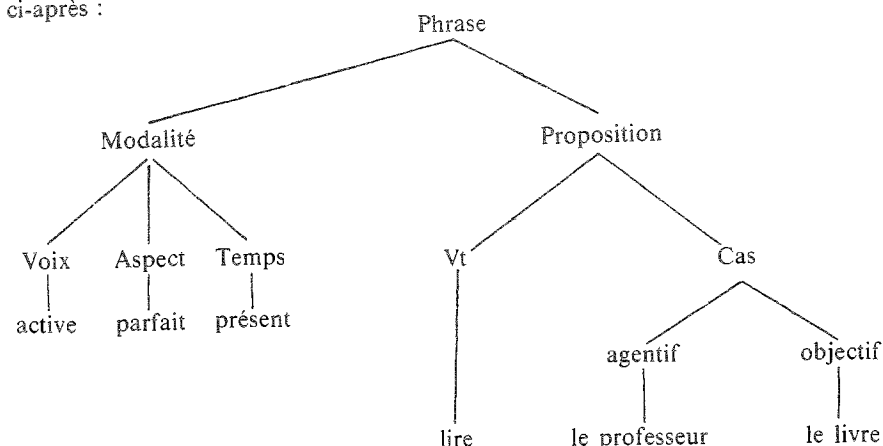 ci-après :
Phrase
Modalité Proposition
Voix Aspect Temps Vt Cas
active parfait présent
agentif objectif
lire le professeur le livre